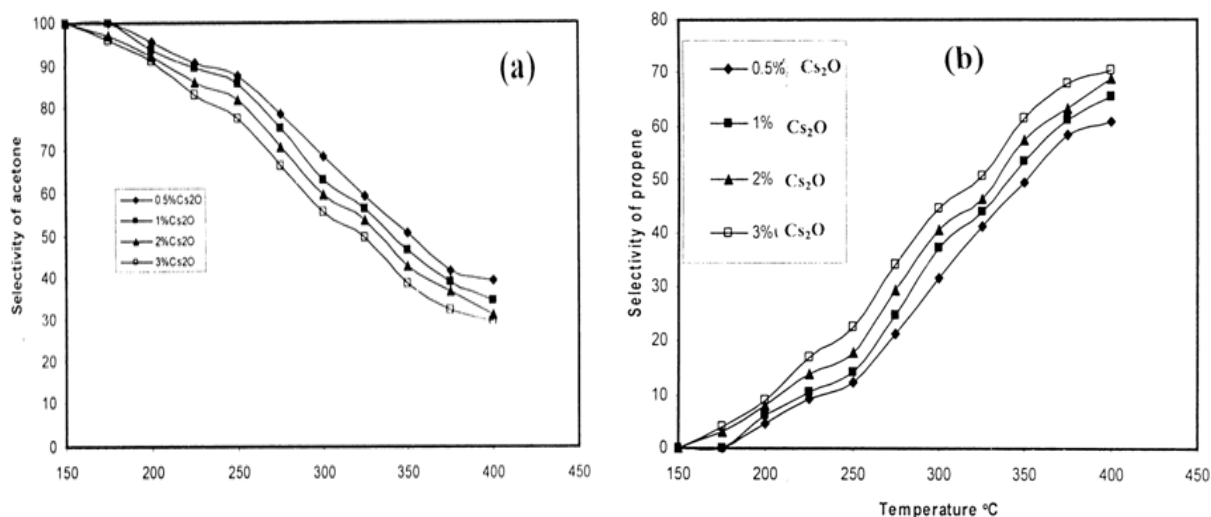 (a)
Selectivity of acetone
100
90
80
70
60
50
40
30
20
10
0
0.5%Cs2O
1%Cs2O
2%Cs2O
3%Cs2O
150 200 250 300 350 400 450
(b)
Selectivity of propene
80
70
60
50
40
30
20
10
0
0.5% Cs₂O
1% Cs₂O
2% Cs₂O
3% Cs₂O
150 200 250 300 350 400 450
Temperature °C